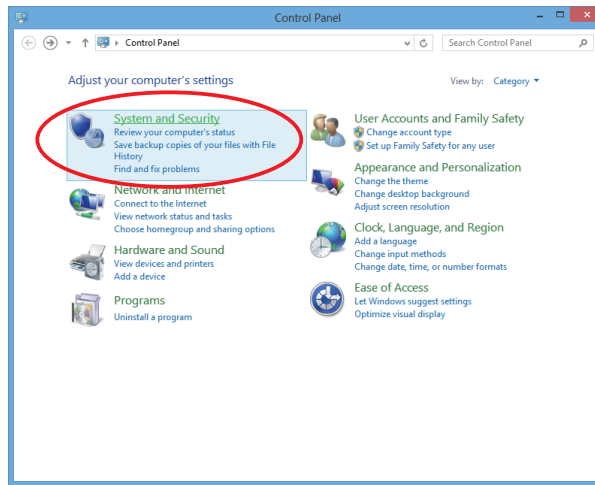 Control Panel
Control Panel
Search Control Panel
Adjust your computer's settings
View by: Category
System and Security
Review your computer's status
Save backup copies of your files with File
History
Find and fix problems
Network and Internet
Connect to the Internet
View network status and tasks
Choose homegroup and sharing options
Hardware and Sound
View devices and printers
Add a device
Programs
Uninstall a program
User Accounts and Family Safety
Change account type
Set up Family Safety for any user
Appearance and Personalization
Change the theme
Change desktop background
Adjust screen resolution
Clock, Language, and Region
Add a language
Change input methods
Change date, time, or number formats
Ease of Access
Let Windows suggest settings
Optimize visual display